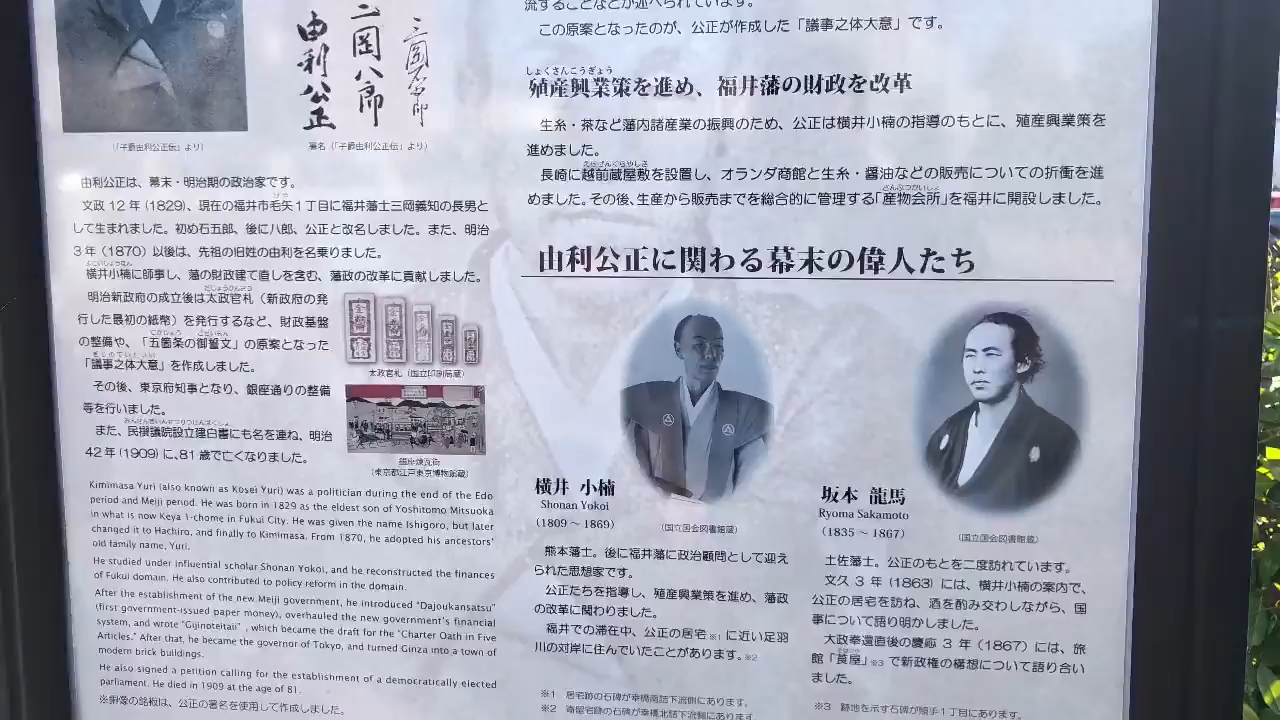 三岡石五郎
三岡八郎
由利公正
(「子爵由利公正伝」より)
署名(「子爵由利公正伝」より)
由利公正は、幕末・明治期の政治家です。
文政12年(1829)、現在の福井市毛矢1丁目に福井藩士三岡義知の長男と
して生まれました。初め石五郎、後に八郎、公正と改名しました。また、明治
3年(1870)以後は、先祖の旧姓の由利を名乗りました。
横井小楠に師事し、藩の財政建て直しを含む、藩政の改革に貢献しました。
明治新政府の成立後は太政官札(新政府の発
行した最初の紙幣)を発行するなど、財政基盤
の整備や、「五箇条の御誓文」の原案となった
「議事之体大意」を作成しました。
その後、東京府知事となり、銀座通りの整備
等を行いました。
また、民撰議院設立建白書にも名を連ね、明治
42年(1909)に、81歳で亡くなりました。
太政官札(国立印刷局蔵)
銀座煉瓦街
(東京都江戸東京博物館蔵)
Kimimasa Yuri (also known as Kosei Yuri) was a politician during the end of the Edo
period and Meiji period. He was born in 1829 as the eldest son of Yoshitomo Mitsuoka
in what is now Keya 1-chome in Fukui City. He was given the name Ishigoro, but later
changed it to Hachiro, and finally to Kimimasa. From 1870, he adopted his ancestors'
old family name, Yuri.
He studied under influential scholar Shonan Yokoi, and he reconstructed the finances
of Fukui domain. He also contributed to policy reform in the domain.
After the establishment of the new Meiji government, he introduced "Dajoukansatsu"
(first government-issued paper money), overhauled the new government's financial
system, and wrote "Gijinoteitaii" , which became the draft for the "Charter Oath in Five
Articles." After that, he became the governor of Tokyo, and turned Ginza into a town of
modern brick buildings.
He also signed a petition calling for the establishment of a democratically elected
parliament. He died in 1909 at the age of 81.
※銅像の銘板は、公正の署名を使用して作成しました。
流することなどが述べられています。
この原案となったのが、公正が作成した「議事之体大意」です。
しょくさんこうぎょう
殖産興業策を進め、福井藩の財政を改革
生糸・茶など藩内諸産業の振興のため、公正は横井小楠の指導のもとに、殖産興業策を
進めました。
えちぜんくらやしき
長崎に越前蔵屋敷を設置し、オランダ商館と生糸・醤油などの販売についての折衝を進
さんぶつかいしょ
めました。その後、生産から販売までを総合的に管理する「産物会所」を福井に開設しました。
由利公正に関わる幕末の偉人たち
横井 小楠
Shonan Yokoi
(1809~1869)
(国立国会図書館蔵)
熊本藩士。後に福井藩に政治顧問として迎え
られた思想家です。
公正たちを指導し、殖産興業策を進め、藩政
の改革に関わりました。
福井での滞在中、公正の居宅※1に近い足羽
川の対岸に住んでいたことがあります。※2
※1 居宅跡の石碑が幸橋南詰下流側にあります。
※2 寄留宅跡の石碑が幸橋北詰下流側にあります。
坂本 龍馬
Ryoma Sakamoto
(1835~1867)
(国立国会図書館蔵)
土佐藩士。公正のもとを二度訪れています。
文久3年(1863)には、横井小楠の案内で、
公正の居宅を訪ね、酒を酌み交わしながら、国
事について語り明かしました。
大政奉還直後の慶応3年(1867)には、旅
館「莨屋」※3で新政権の構想について語り合い
ました。
※3 跡地を示す石碑が照手1丁目にあります。